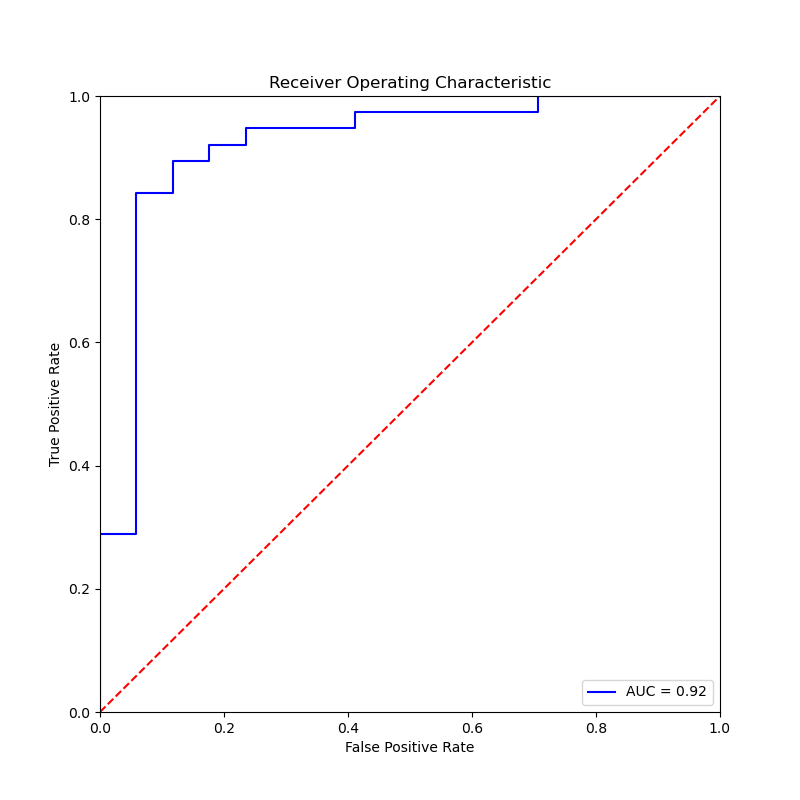 Receiver Operating Characteristic
1.0
0.8
0.6
0.4
0.2
0.0
True Positive Rate
AUC = 0.92
0.0 0.2 0.4 0.6 0.8 1.0
False Positive Rate